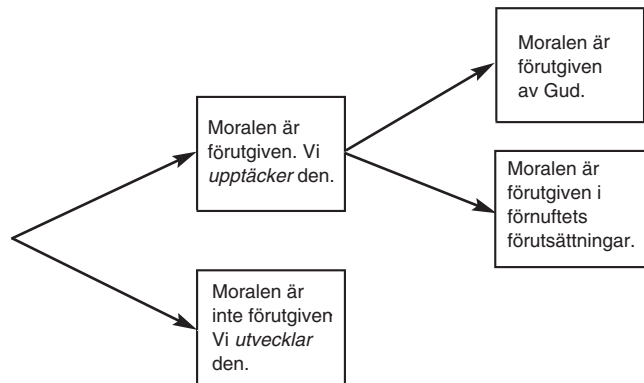 Moralen är
förutgiven. Vi
upptäcker den.
Moralen är
inte förutgiven
Vi utvecklar
den.
Moralen är
förutgiven
av Gud.
Moralen är
förutgiven i
förnuftets
förutsättningar.